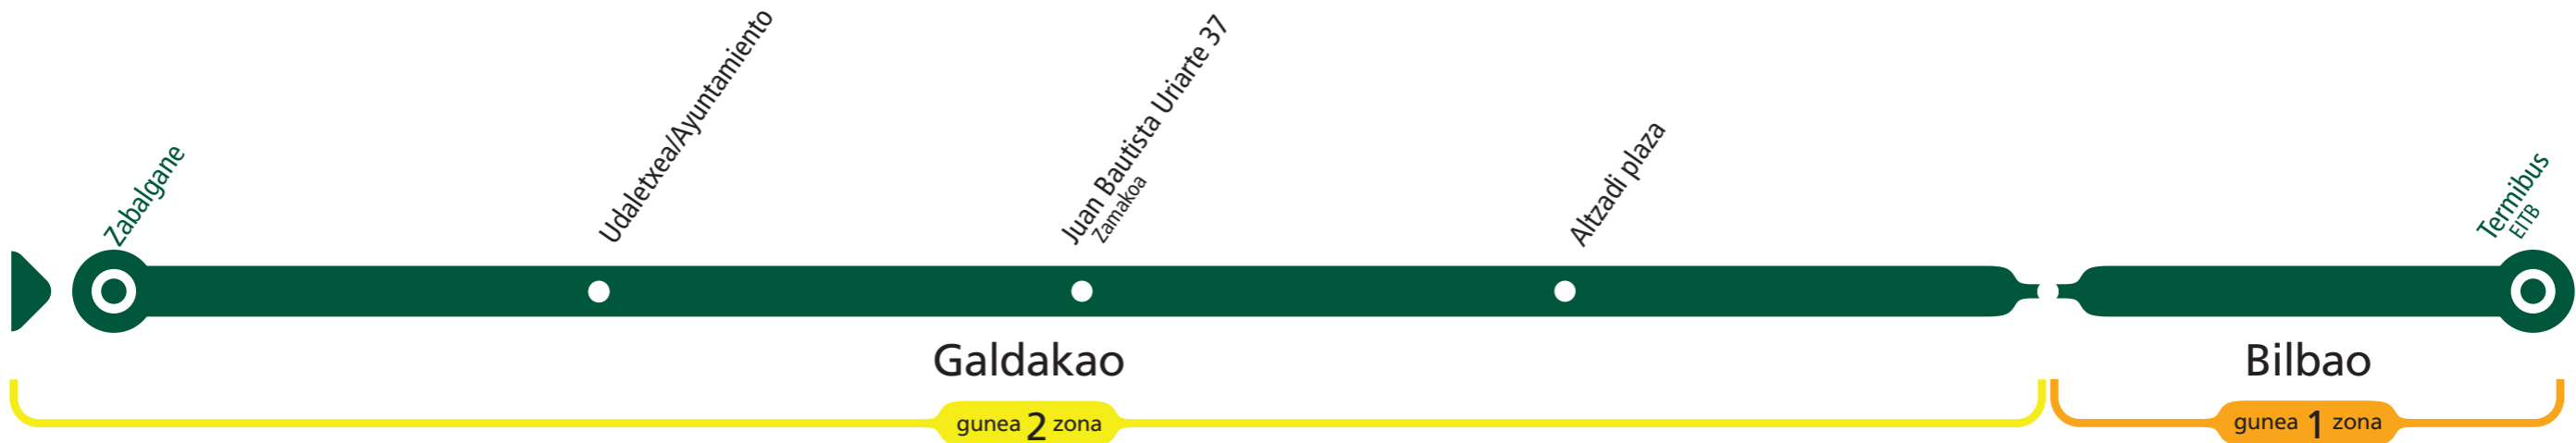 Zabalgane
Udaletxea/Ayuntamiento
Juan Bautista Uriarte 37
Zamakoa
Altzadi plaza
Termibus
EITB
Galdakao
Bilbao
gunea 2 zona
gunea 1 zona